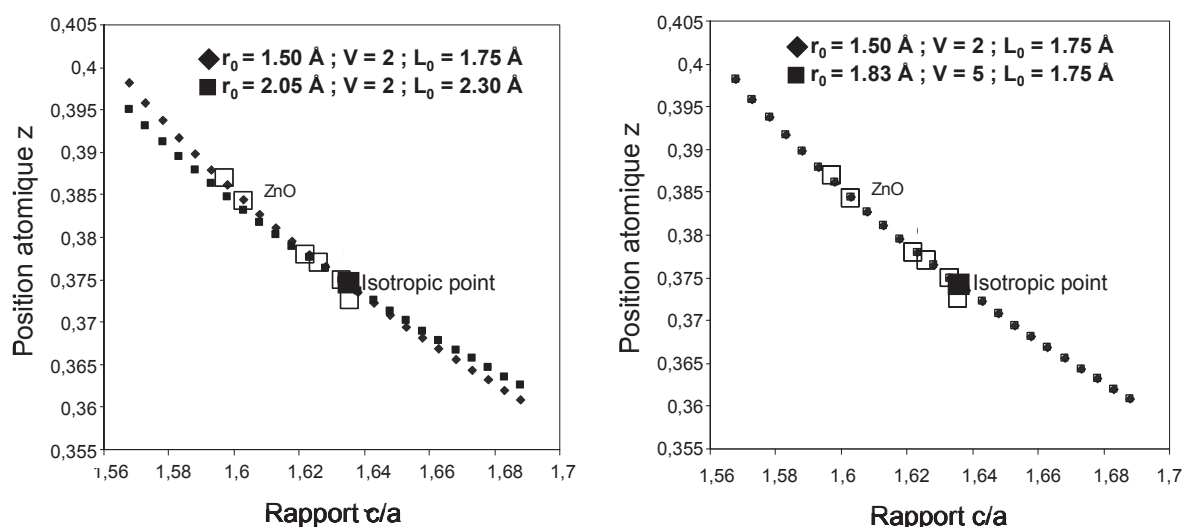 0,405
0,4
0,395
0,39
0,385
0,38
0,375
0,37
0,365
0,36
0,355
Position atomique z
r₀ = 1.50 Å ; V = 2 ; L₀ = 1.75 Å
r₀ = 2.05 Å ; V = 2 ; L₀ = 2.30 Å
ZnO
Isotropic point
1,56 1,58 1,6 1,62 1,64 1,66 1,68 1,7
Rapport c/a
0,405
0,4
0,395
0,39
0,385
0,38
0,375
0,37
0,365
0,36
0,355
Position atomique z
r₀ = 1.50 Å ; V = 2 ; L₀ = 1.75 Å
r₀ = 1.83 Å ; V = 5 ; L₀ = 1.75 Å
ZnO
Isotropic point
1,56 1,58 1,6 1,62 1,64 1,66 1,68 1,7
Rapport c/a